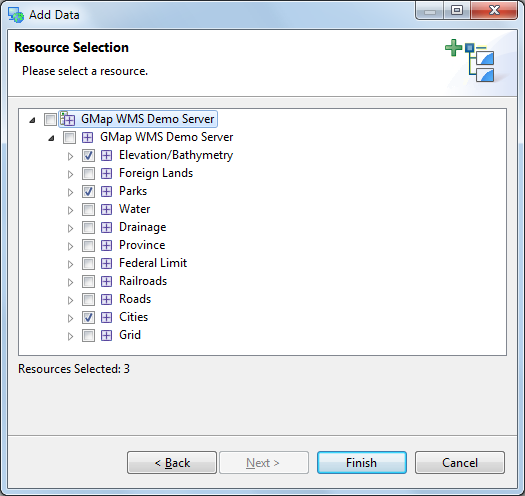 Add Data
Resource Selection
Please select a resource.
GMap WMS Demo Server
GMap WMS Demo Server
Elevation/Bathymetry
Foreign Lands
Parks
Water
Drainage
Province
Federal Limit
Railroads
Roads
Cities
Grid
Resources Selected: 3
< Back Next > Finish Cancel